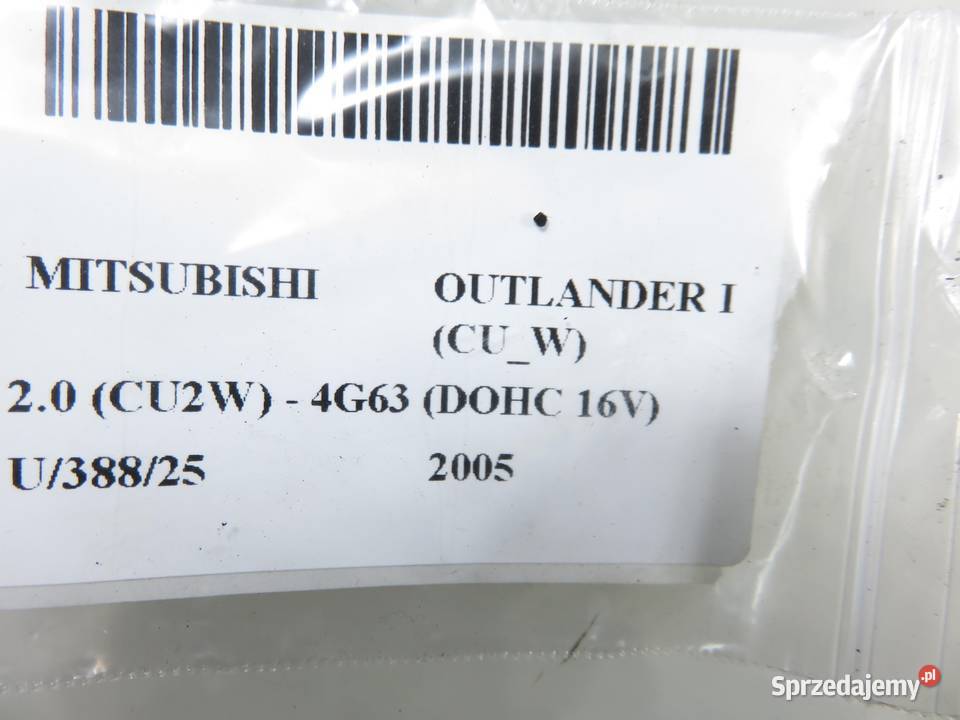 MITSUBISHI OUTLANDER I
(CU_W)
2.0 (CU2W) - 4G63 (DOHC 16V)
U/388/25 2005
Sprzedajemy.pl